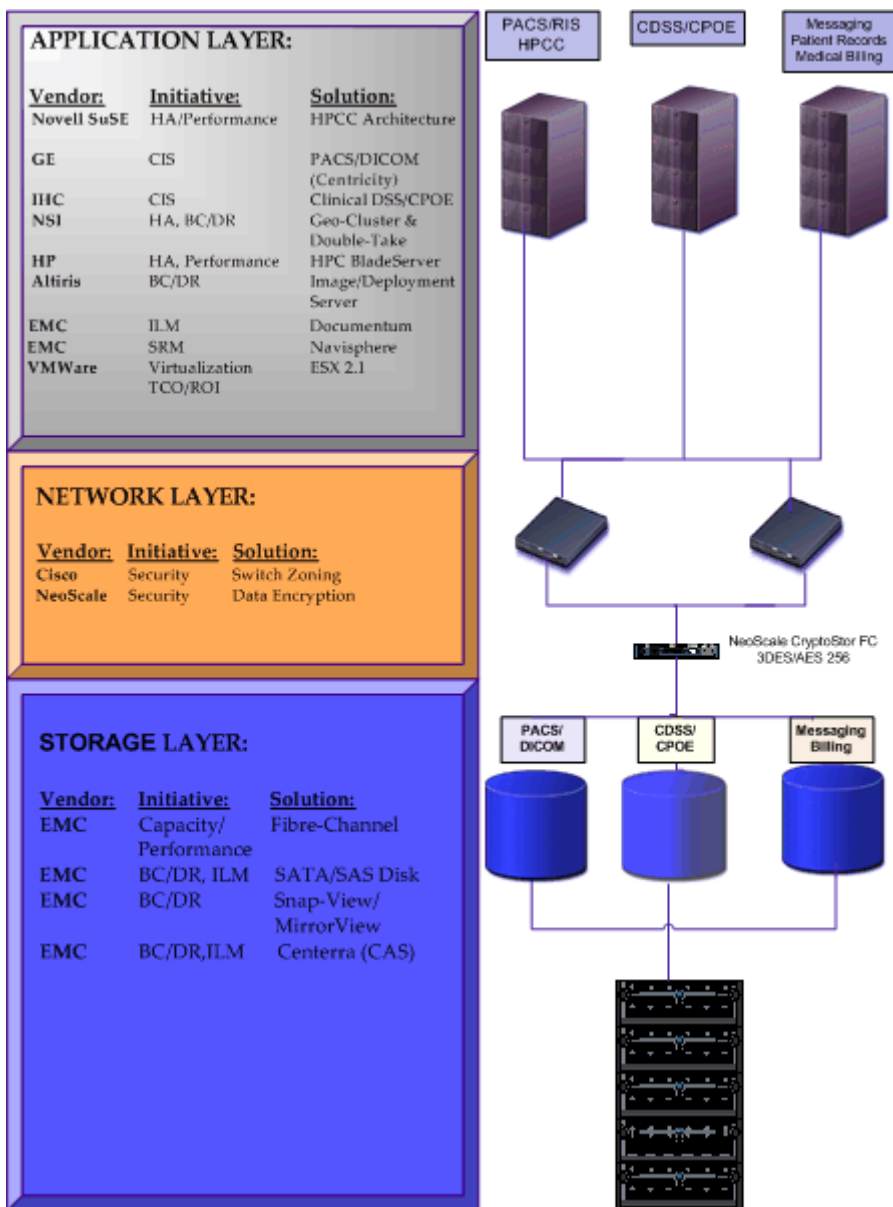 APPLICATION LAYER:
Vendor: Initiative: Solution:
Novell SuSE HA/Performance HPCC Architecture
GE CIS PACS/DICOM
(Centricity)
IHC CIS Clinical DSS/CPOE
NSI HA, BC/DR Geo-Cluster &
Double-Take
HP HA, Performance HPC BladeServer
Altiris BC/DR Image/Deployment
Server
EMC ILM Documentum
EMC SRM Navisphere
VMWare Virtualization ESX 2.1
TCO/ROI
NETWORK LAYER:
Vendor: Initiative: Solution:
Cisco Security Switch Zoning
NeoScale Security Data Encryption
STORAGE LAYER:
Vendor: Initiative: Solution:
EMC Capacity/ Fibre-Channel
Performance
EMC BC/DR, ILM SATA/SAS Disk
EMC BC/DR Snap-View/
MirrorView
EMC BC/DR,ILM Centerra (CAS)
PACS/RIS
HPCC
CDSS/CPOE
Messaging
Patient Records
Medical Billing
NeoScale CryptoStor FC
3DES/AES 256
PACS/
DICOM
CDSS/
CPOE
Messaging
Billing